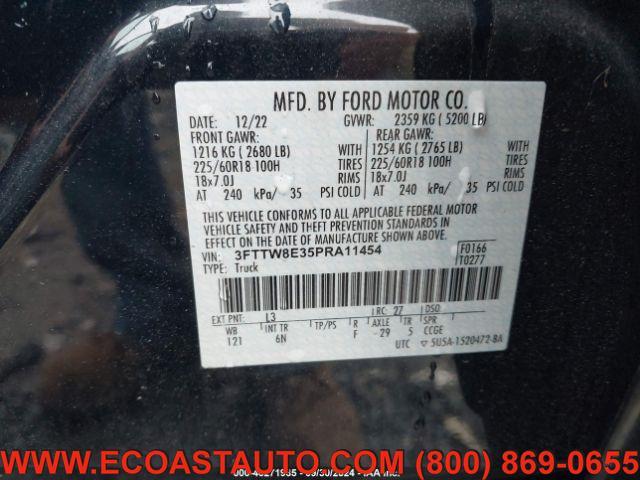 MFD. BY FORD MOTOR CO.
DATE: 12/22 GVWR: 2359 KG ( 5200 LB)
FRONT GAWR: REAR GAWR:
1216 KG ( 2680 LB) 1254 KG ( 2765 LB)
225/60R18 100H TIRES 225/60R18 100H TIRES
18x7.0J RIMS 18x7.0J RIMS
AT 240 kPa/ 35 PSI COLD AT 240 kPa/ 35 PSI COLD
THIS VEHICLE CONFORMS TO ALL APPLICABLE FEDERAL MOTOR
VEHICLE SAFETY AND THEFT PREVENTION STANDARDS IN EFFECT
ON THE DATE OF MANUFACTURE SHOWN ABOVE.
VIN: 3FTTW8E35PRA11454 F0166
TYPE: Truck T0277
EXT PNT: L3 RC: 27 DSO:
WB INT TR TP/PS R AXLE TR SPR
121 6N F -29 5 CCGE
UTC ▽ 5U5A-1520472-BA
WWW.ECOASTAUTO.COM (800) 869-0655